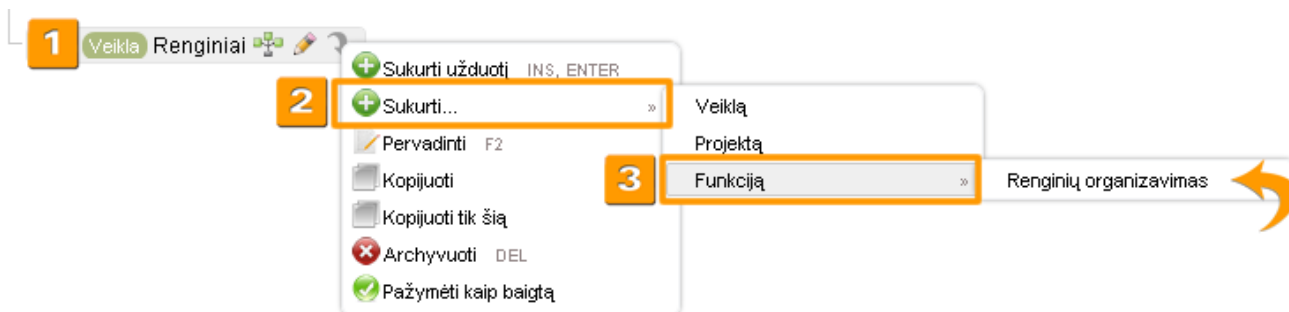 1 Veikla Renginiai
Sukurti užduotį INS, ENTER
2 Sukurti... » Veiklą
Pervadinti F2 Projektą
Kopijuoti 3 Funkciją » Renginių organizavimas
Kopijuoti tik šią
Archyvuoti DEL
Pažymėti kaip baigtą